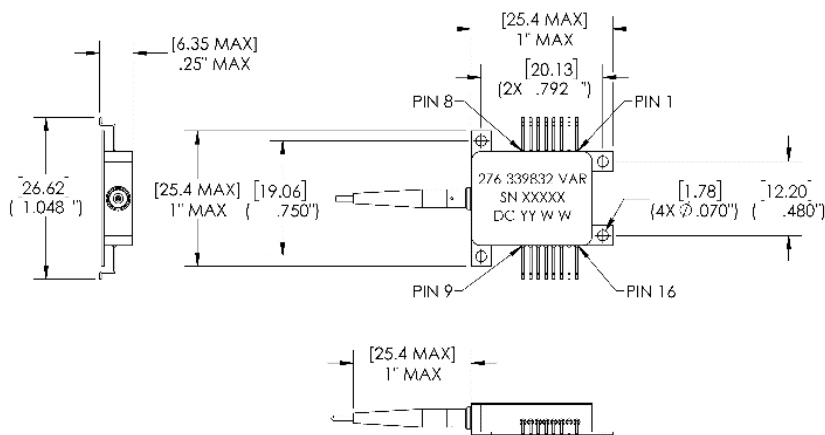 [6.35 MAX]
.25" MAX
[25.4 MAX]
1" MAX
[20.13]
(2X .792 ")
PIN 8
PIN 1
[26.62]
( 1.048 ")
[25.4 MAX]
1" MAX
[19.06]
( .750")
276 339832 VAR
SN XXXXX
DC YY W W
[1.78]
(4X ∅ .070")
[12.20]
( .480")
PIN 9
PIN 16
[25.4 MAX]
1" MAX